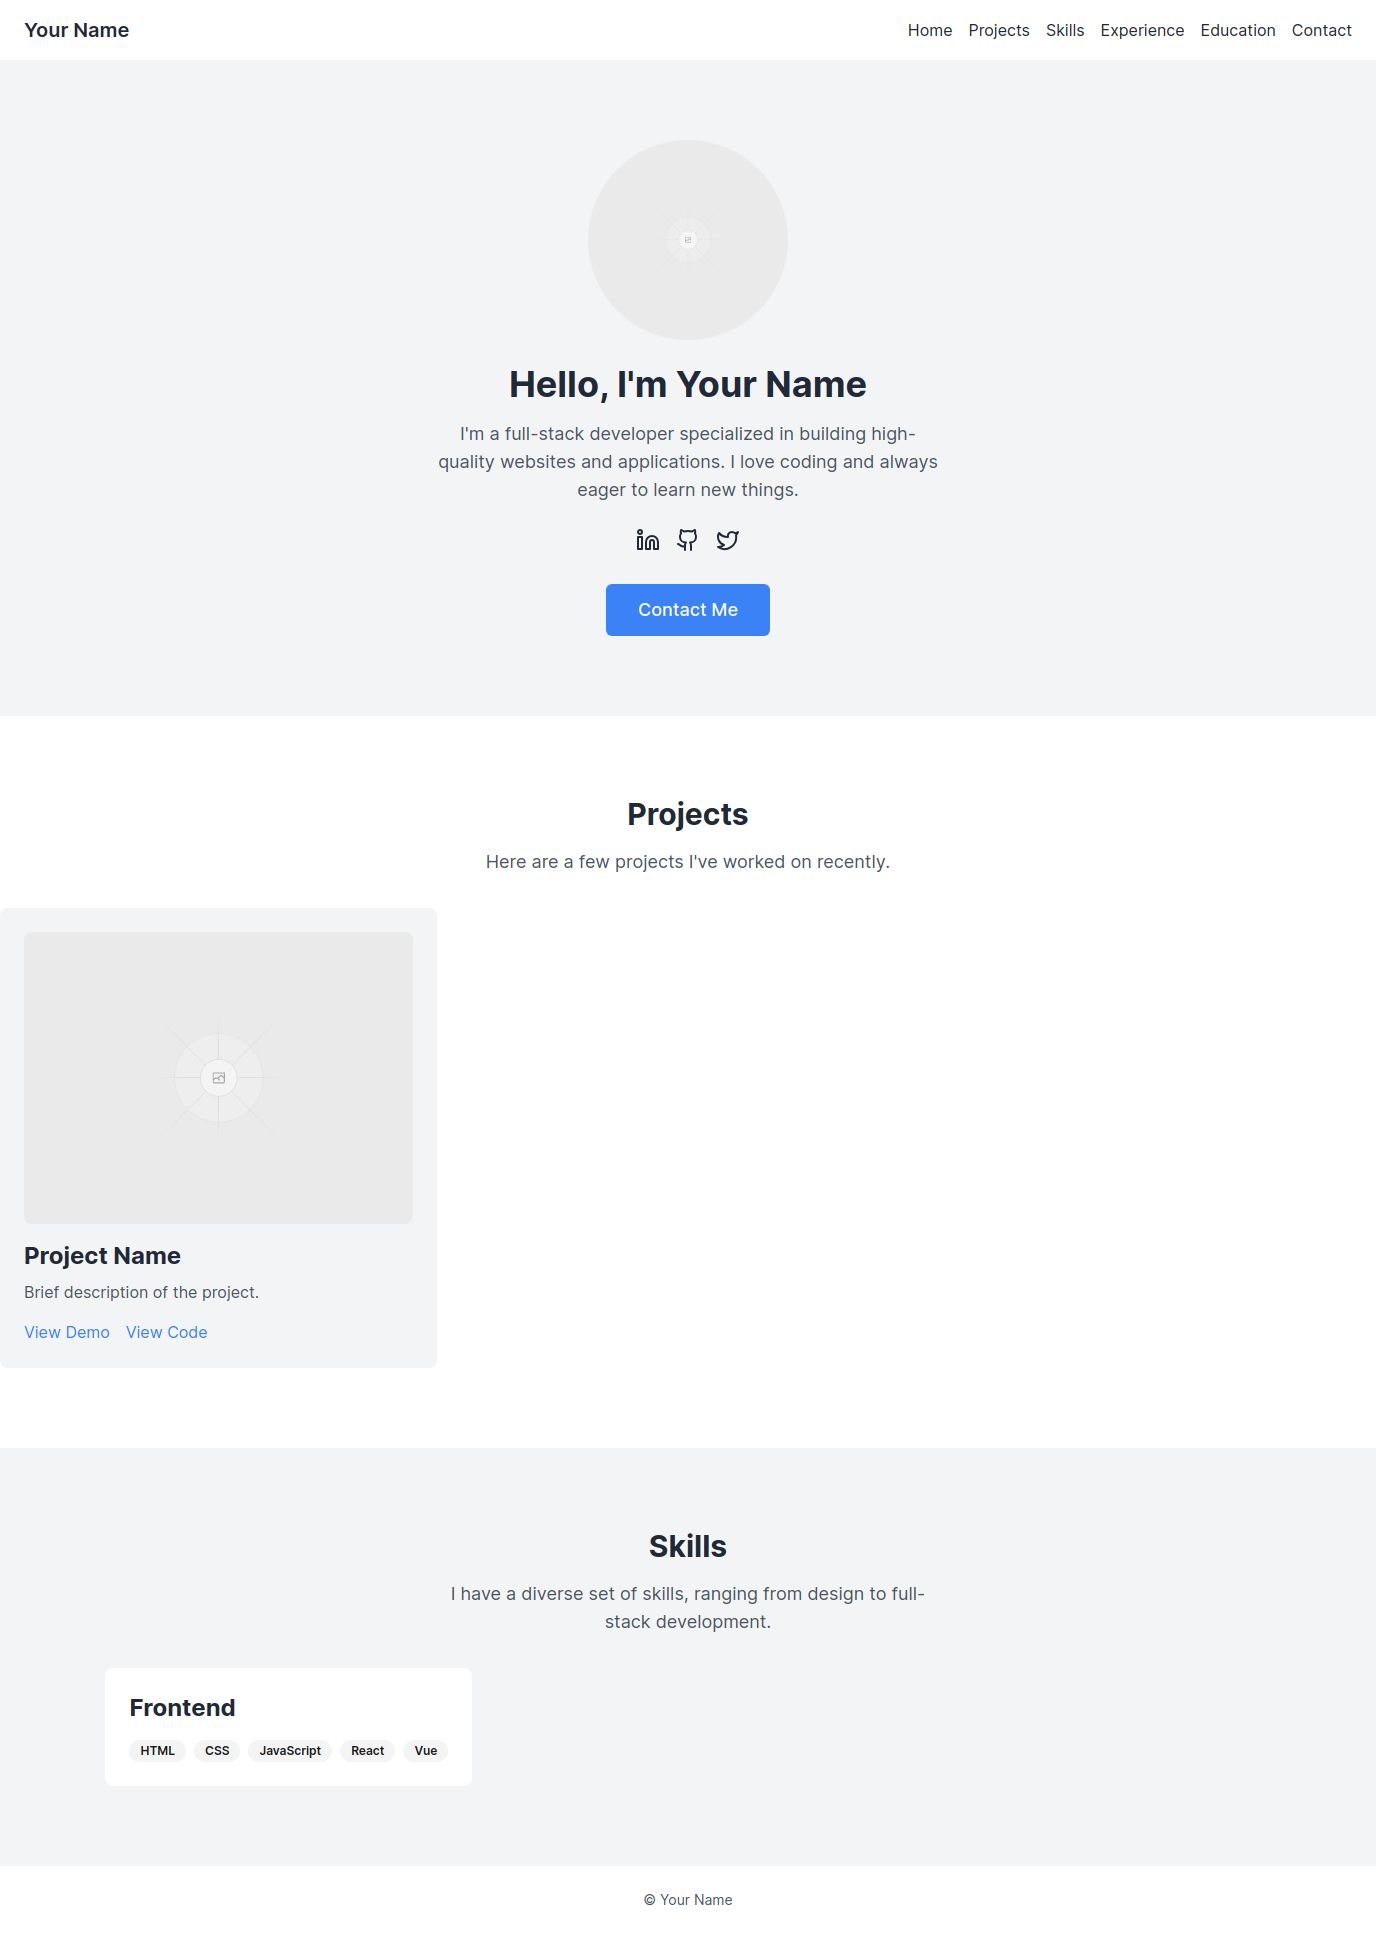 Your Name
Home Projects Skills Experience Education Contact
Hello, I'm Your Name
I'm a full-stack developer specialized in building high-
quality websites and applications. I love coding and always
eager to learn new things.
Contact Me
Projects
Here are a few projects I've worked on recently.
Project Name
Brief description of the project.
View Demo View Code
Skills
I have a diverse set of skills, ranging from design to full-
stack development.
Frontend
HTML CSS JavaScript React Vue
© Your Name